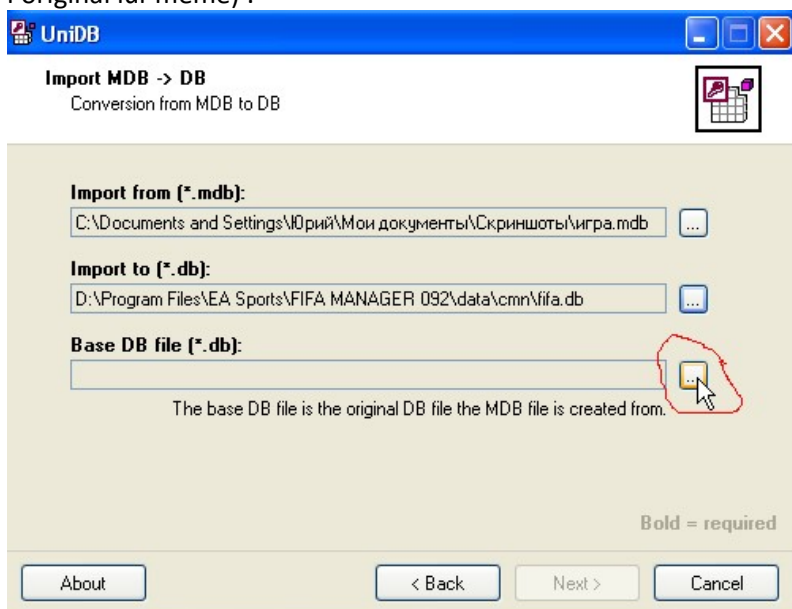 UniDB
Import MDB -> DB
Conversion from MDB to DB
Import from (*.mdb):
C:\Documents and Settings\Юрий\Мои документы\Скриншоты\игра.mdb
...
Import to (*.db):
D:\Program Files\EA Sports\FIFA MANAGER 092\data\cmn\fifa.db
...
Base DB file (*.db):
...
The base DB file is the original DB file the MDB file is created from.
Bold = required
About
< Back
Next >
Cancel